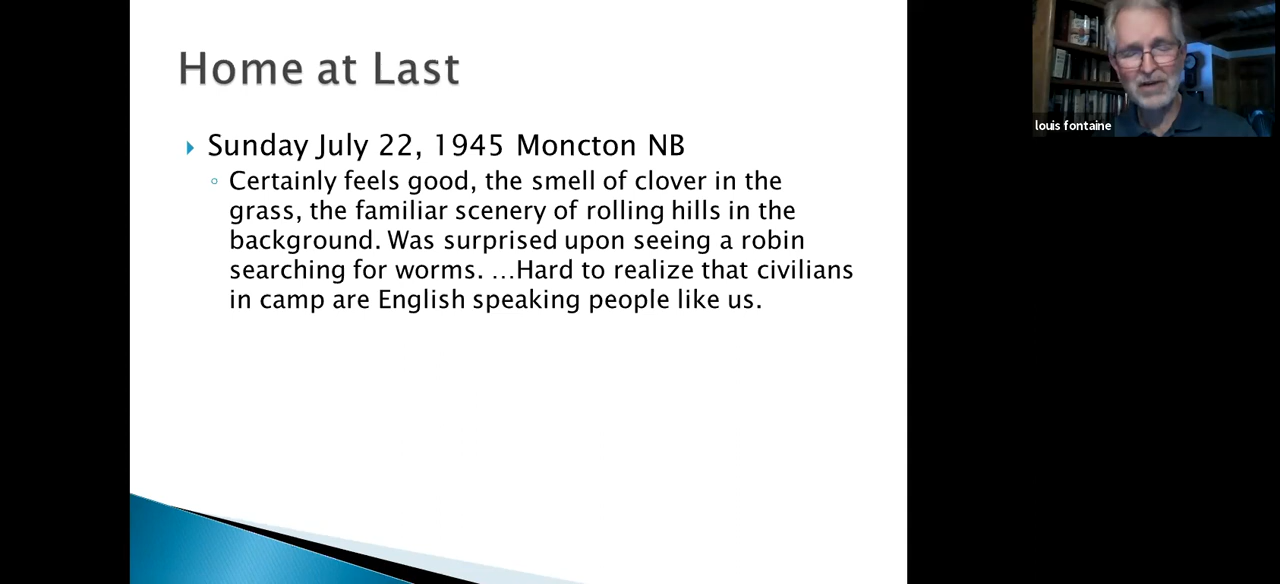 Home at Last
Sunday July 22, 1945 Moncton NB
Certainly feels good, the smell of clover in the
grass, the familiar scenery of rolling hills in the
background. Was surprised upon seeing a robin
searching for worms. …Hard to realize that civilians
in camp are English speaking people like us.
louis fontaine